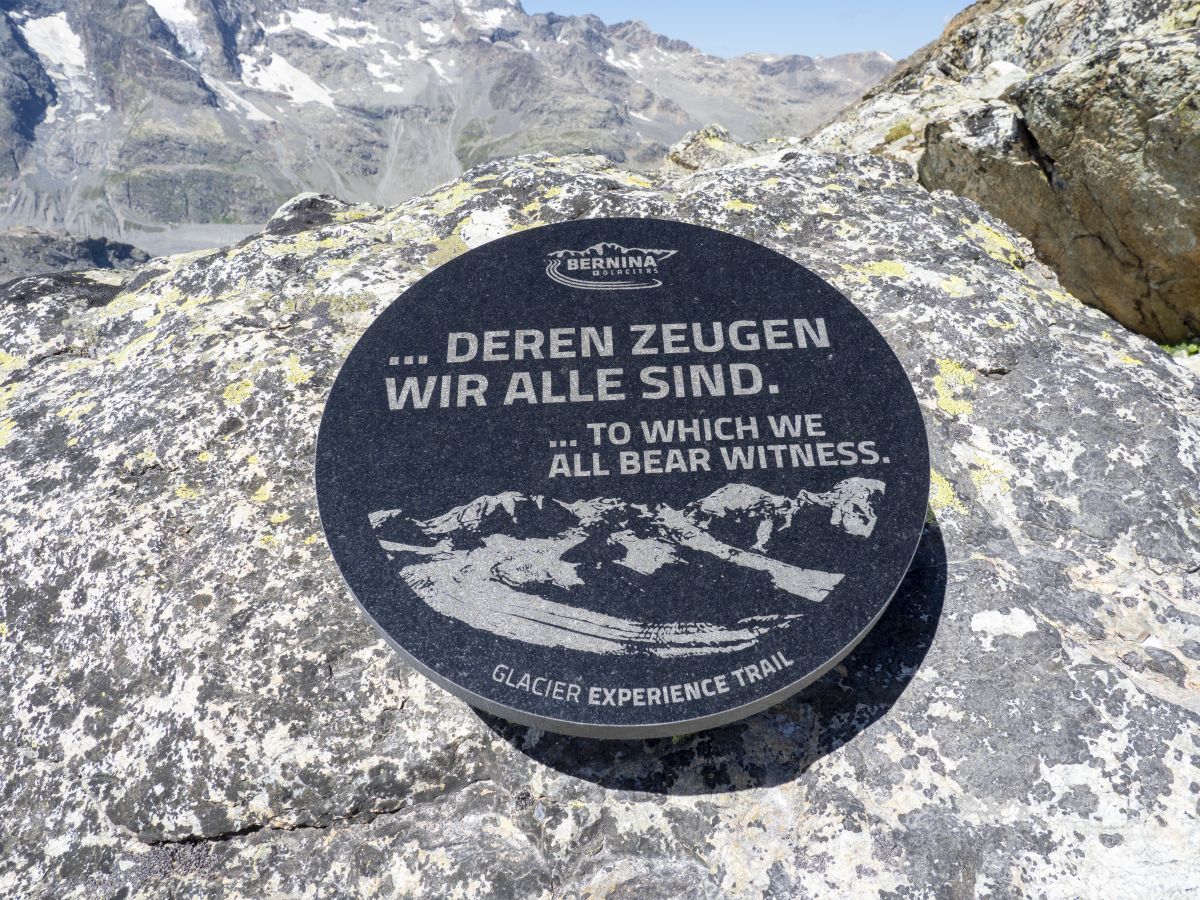 BERNINA
GLACIERS
... DEREN ZEUGEN
WIR ALLE SIND.
... TO WHICH WE
ALL BEAR WITNESS.
GLACIER EXPERIENCE TRAIL